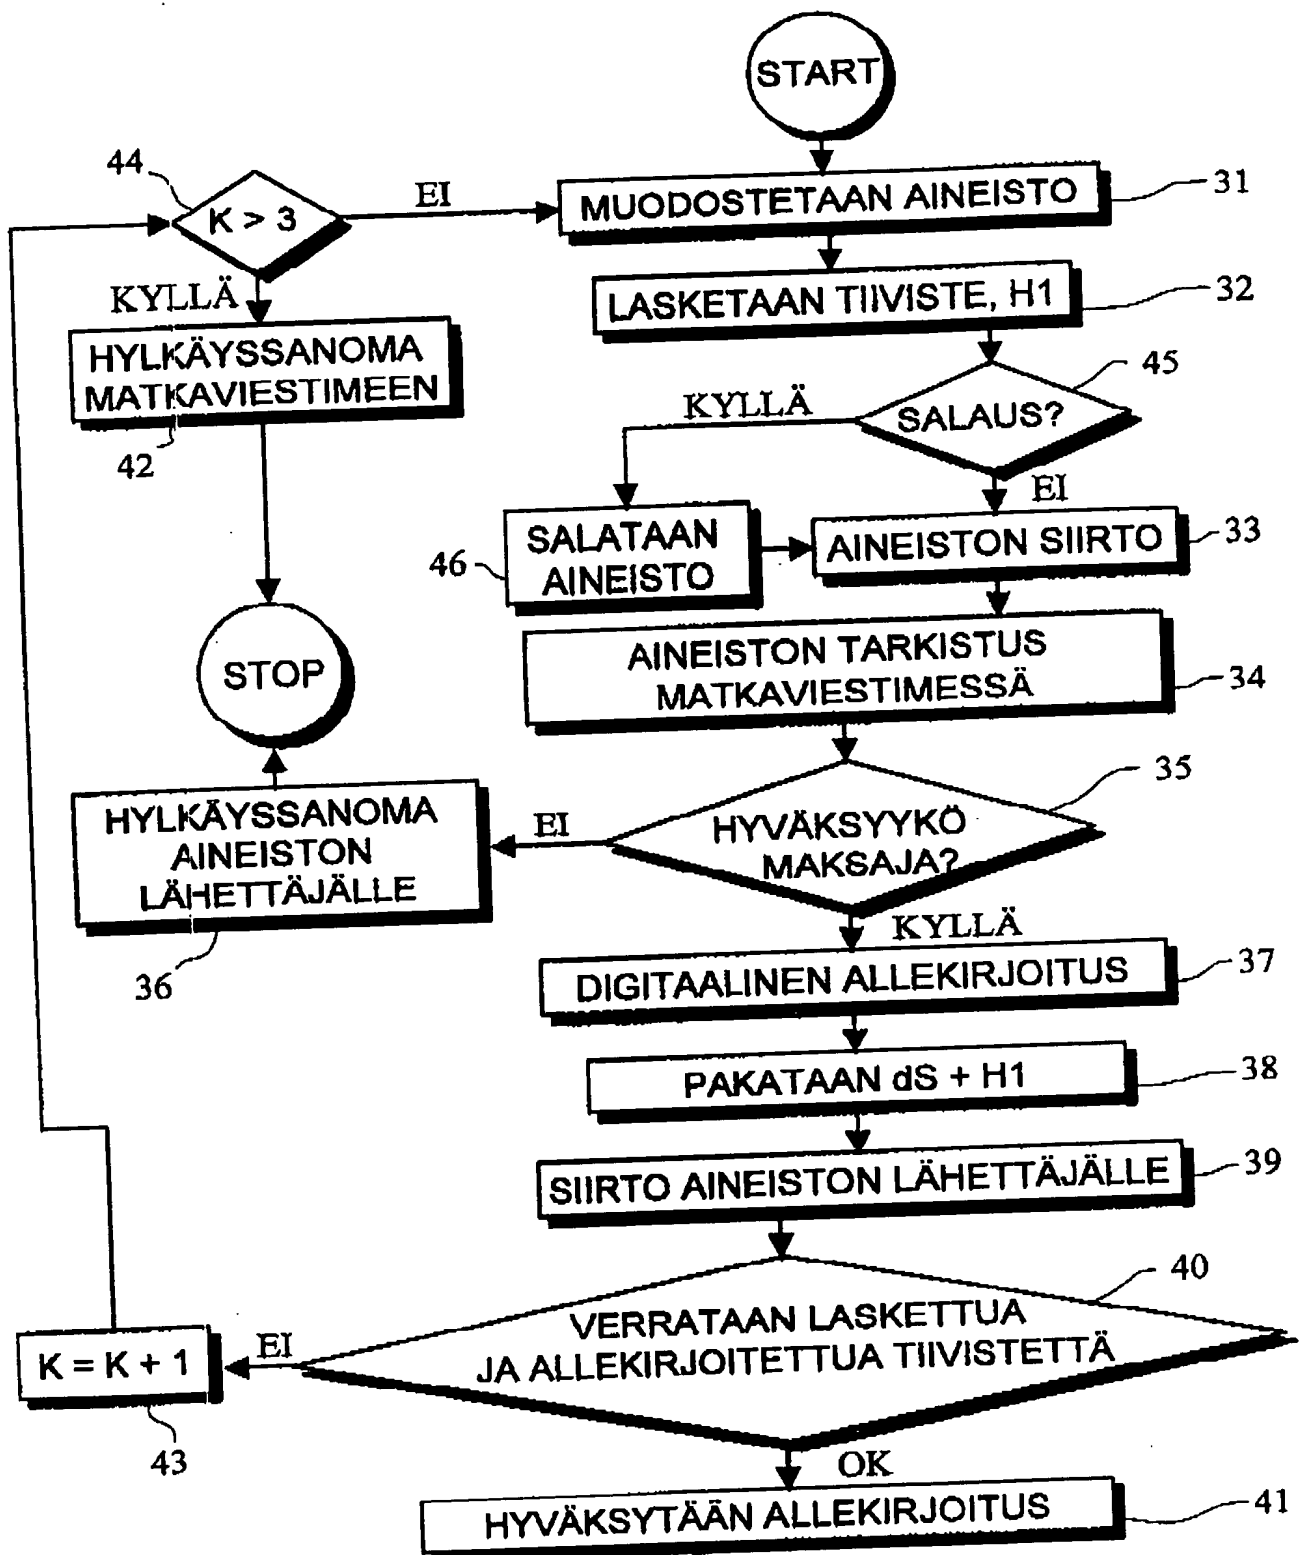 START
44
K > 3
EI
MUODOSTETAAN AINEISTO
31
KYLLÄ
LASKETAAN TIIVISTE, H1
32
HYLKÄYSSANOMA
MATKAVIESTIMEEN
42
45
KYLLÄ
SALAUS?
EI
SALATAAN
AINEISTO
46
AINEISTON SIIRTO
33
AINEISTON TARKISTUS
MATKAVIESTIMESSÄ
34
STOP
35
HYVÄKSYYKÖ
MAKSAJA?
EI
HYLKÄYSSANOMA
AINEISTON
LÄHETTÄJÄLLE
36
KYLLÄ
DIGITAALINEN ALLEKIRJOITUS
37
PAKATAAN dS + H1
38
SIIRTO AINEISTON LÄHETTÄJÄLLE
39
40
VERRATAAN LASKETTUA
JA ALLEKIRJOITETTUA TIIVISTETTÄ
EI
K = K + 1
43
OK
HYVÄKSYTÄÄN ALLEKIRJOITUS
41